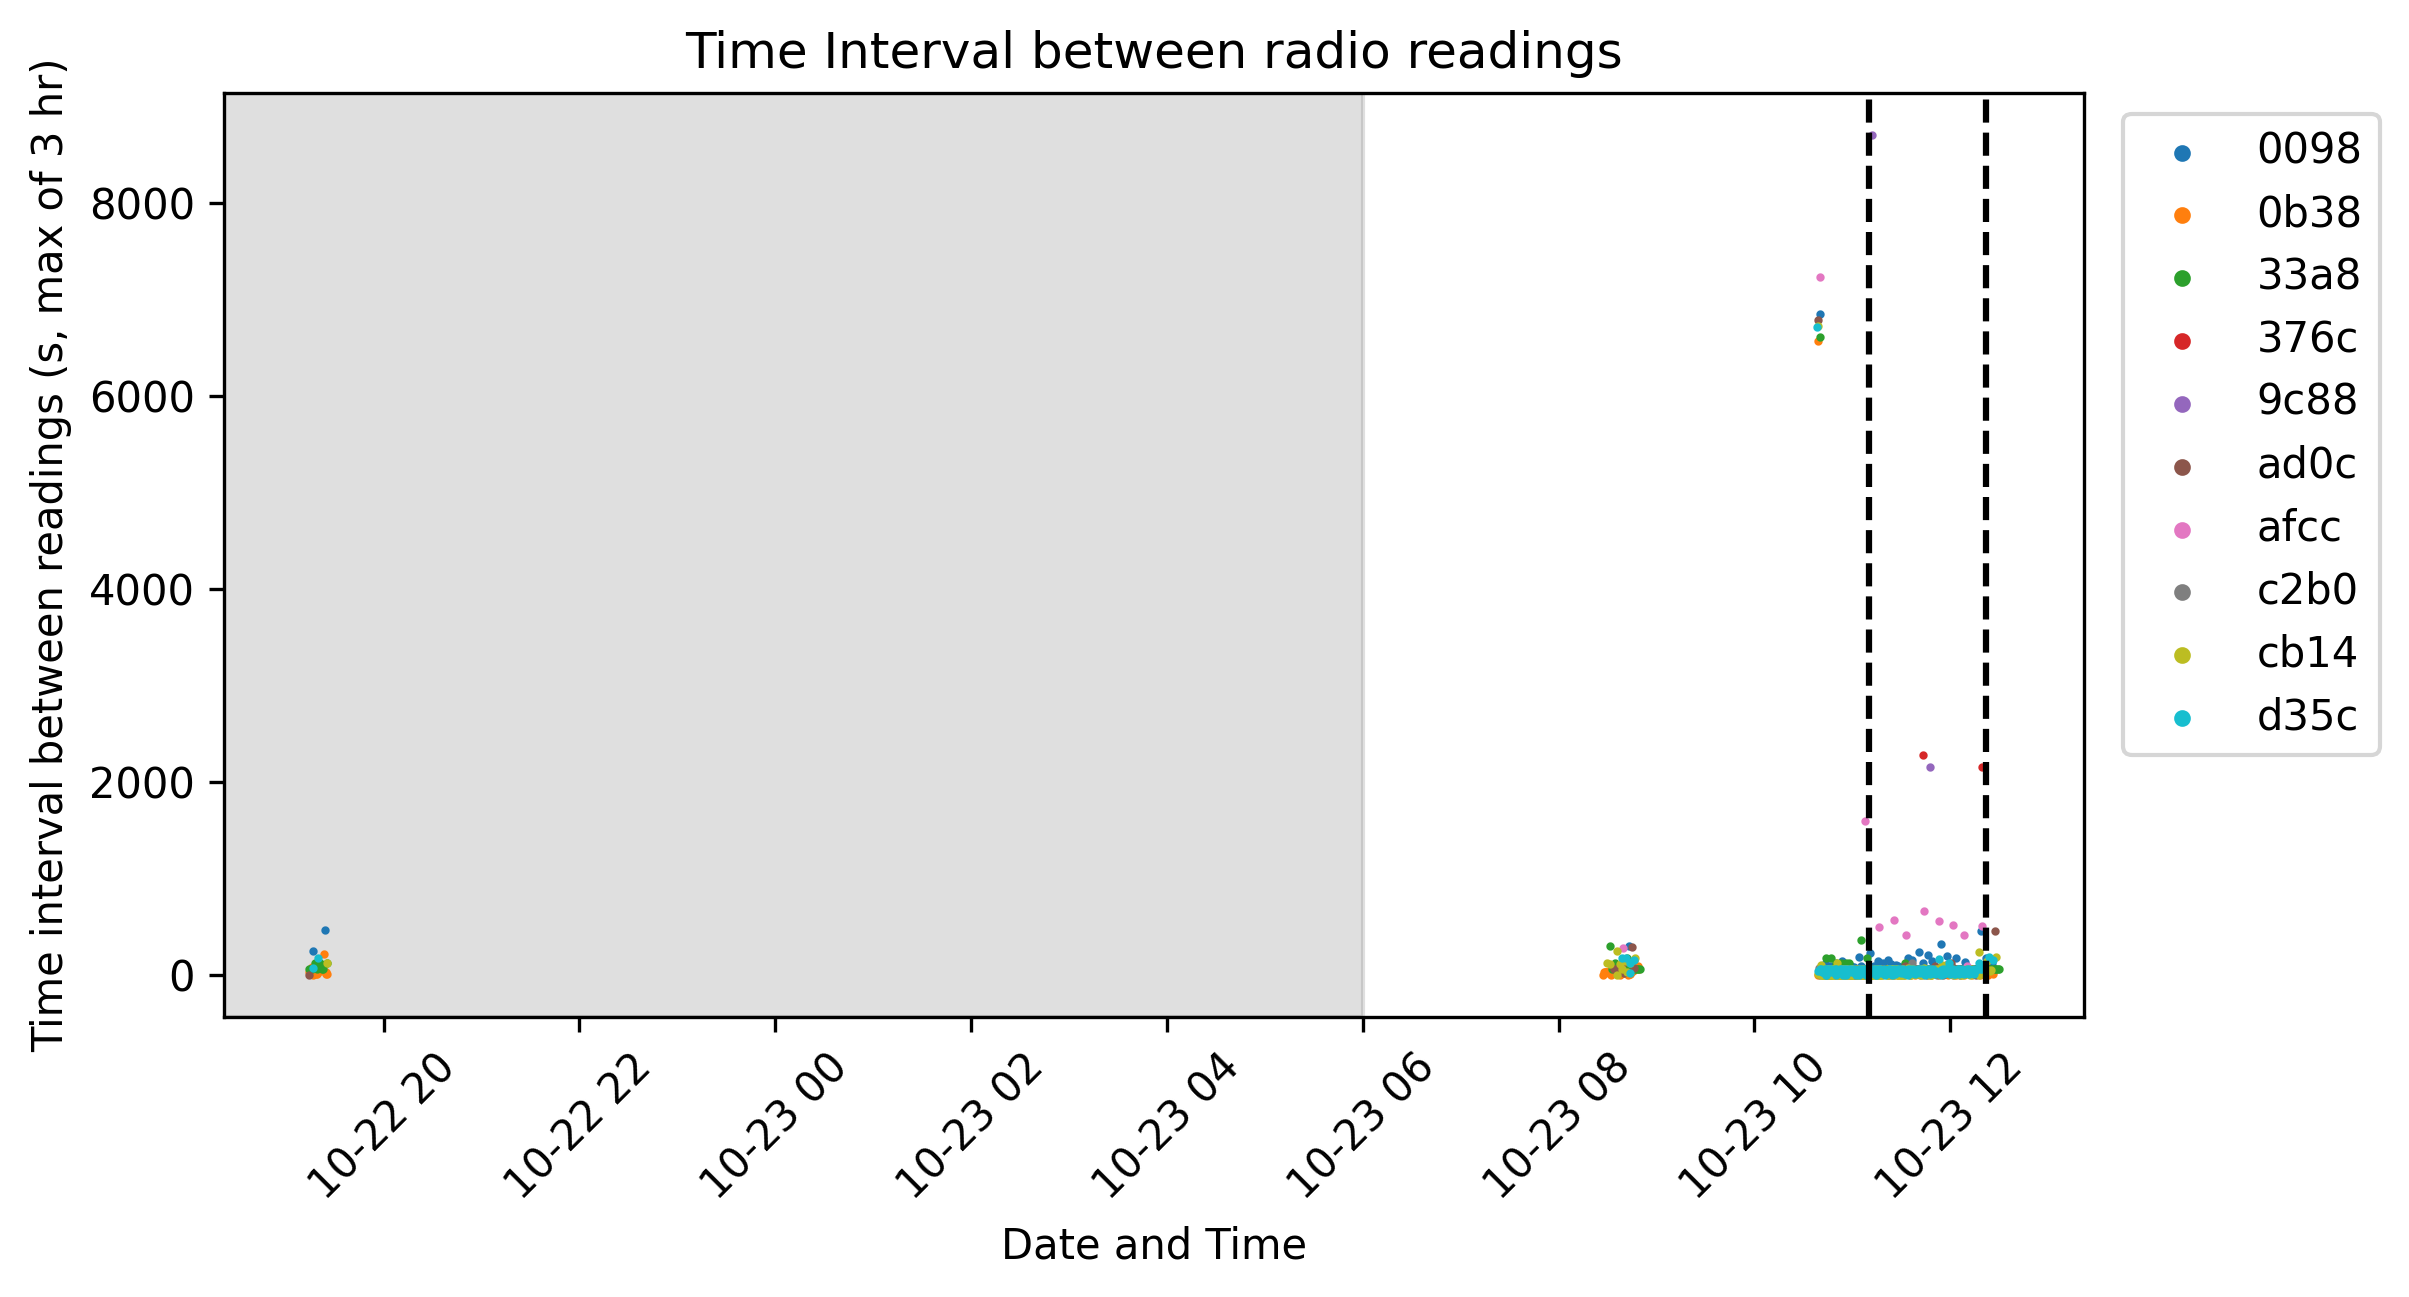 Time Interval between radio readings
Time interval between readings (s, max of 3 hr)
8000
6000
4000
2000
0
10-22 20
10-22 22
10-23 00
10-23 02
10-23 04
10-23 06
10-23 08
10-23 10
10-23 12
Date and Time
0098
0b38
33a8
376c
9c88
ad0c
afcc
c2b0
cb14
d35c